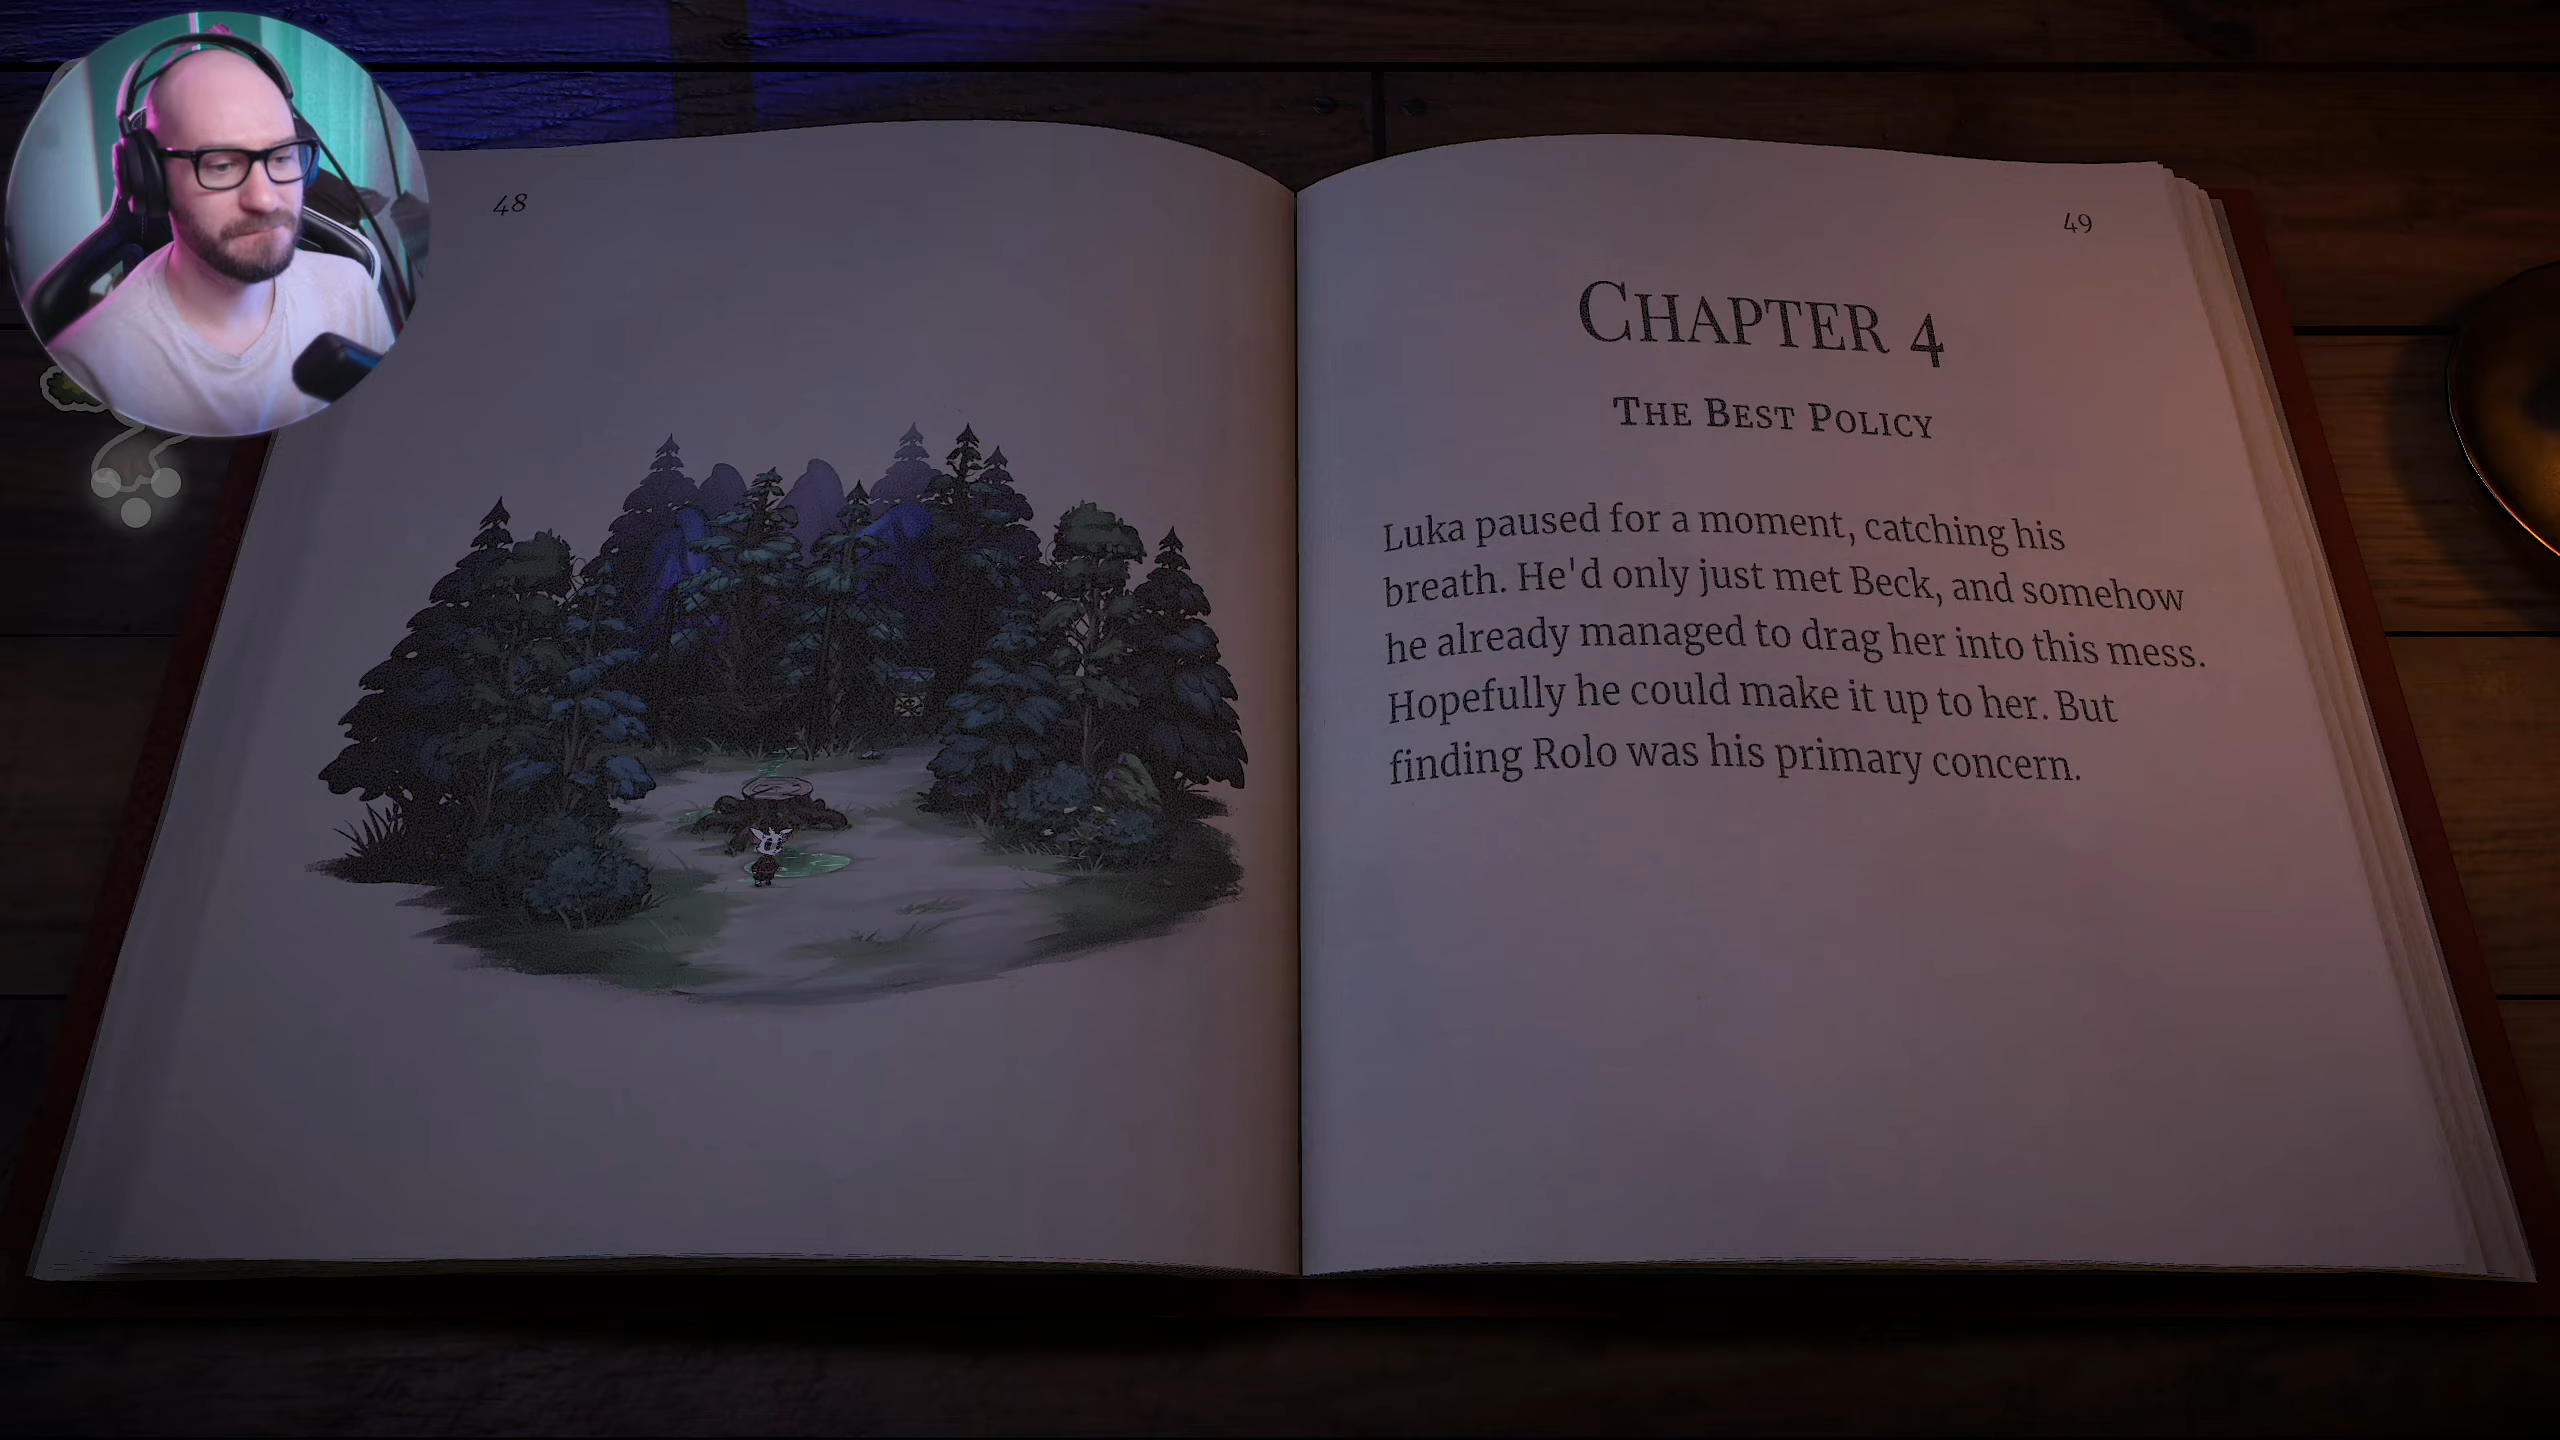 48
49
CHAPTER 4
THE BEST POLICY
Luka paused for a moment, catching his
breath. He'd only just met Beck, and somehow
he already managed to drag her into this mess.
Hopefully he could make it up to her. But
finding Rolo was his primary concern.